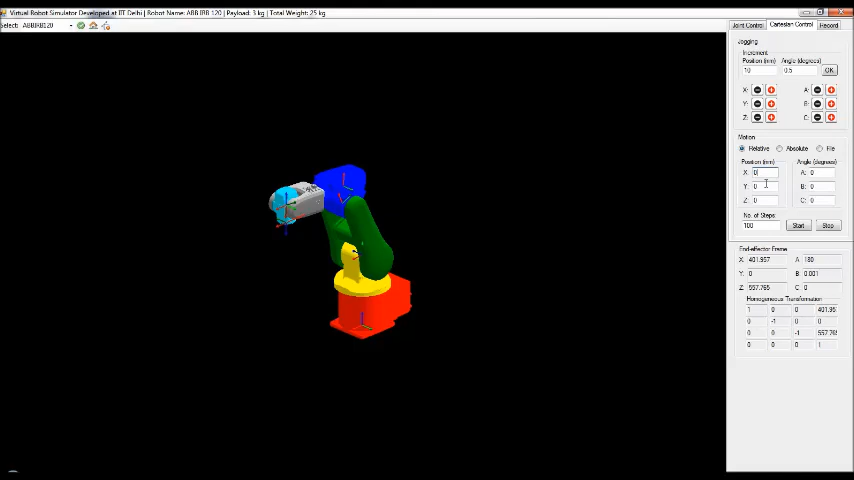 Virtual Robot Simulator Developed at IIT Delhi | Robot Name: ABB IRB 120 | Payload: 3 kg | Total Weight: 25 kg
Select: ABBIRB120
Joint Control Cartesian Control Record
Jogging
Increment
Position (mm) Angle (degrees)
10 0.5 OK
X: A:
Y: B:
Z: C:
Motion
Relative Absolute File
Position (mm) Angle (degrees)
X: 0 A: 0
Y: 0 B: 0
Z: 0 C: 0
No. of Steps:
100 Start Stop
End-effector Frame
X: 401.957 A 180
Y: 0 B 0.001
Z: 557.765 C 0
Homogeneous Transformation
1 0 0 401.95
0 -1 0 0
0 0 -1 557.765
0 0 0 1